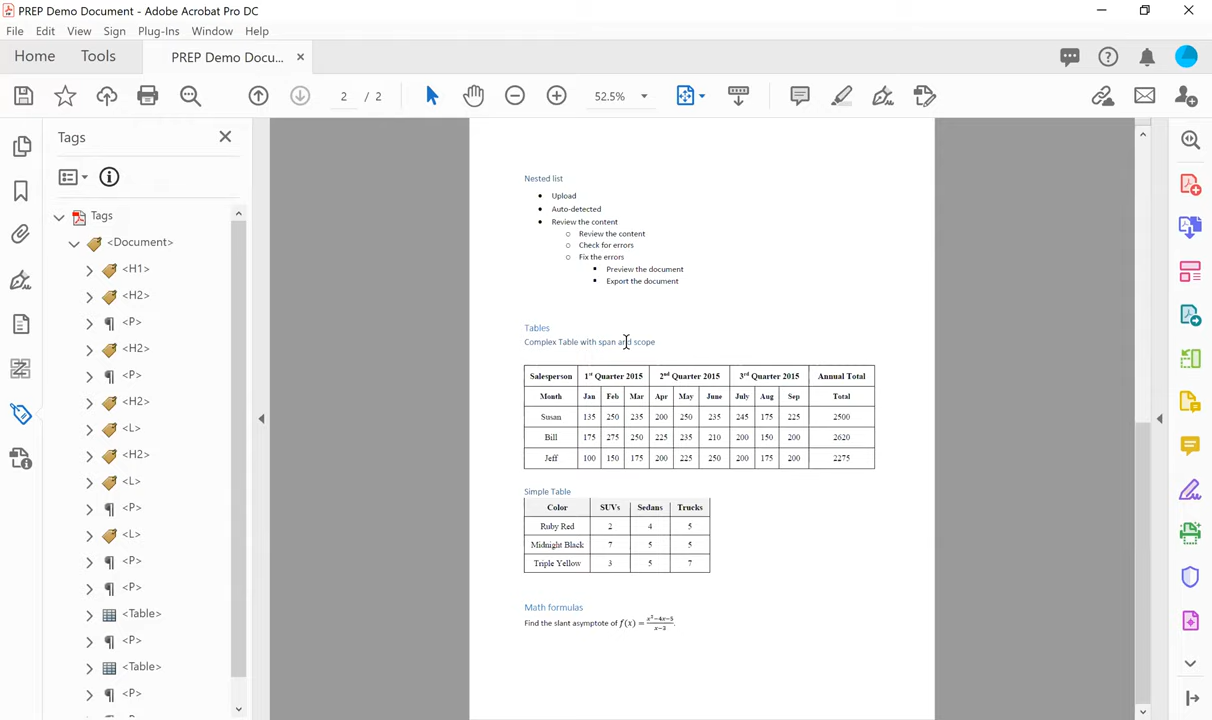 PREP Demo Document - Adobe Acrobat Pro DC
File Edit View Sign Plug-Ins Window Help
Home Tools PREP Demo Docu... ×
2 / 2 52.5%
Tags
Tags
<Document>
<H1>
<H2>
<P>
<H2>
<P>
<H2>
<L>
<H2>
<L>
<P>
<L>
<P>
<P>
<Table>
<P>
<Table>
<P>
Nested list
• Upload
• Auto-detected
• Review the content
o Review the content
o Check for errors
o Fix the errors
▪ Preview the document
▪ Export the document
Tables
Complex Table with span and scope
Salesperson 1st Quarter 2015 2nd Quarter 2015 3rd Quarter 2015 Annual Total
Month Jan Feb Mar Apr May June July Aug Sep Total
Susan 135 250 235 200 250 235 245 175 225 2500
Bill 175 275 250 225 235 210 200 150 200 2620
Jeff 100 150 175 200 225 250 200 175 200 2275
Simple Table
Color SUVs Sedans Trucks
Ruby Red 2 4 5
Midnight Black 7 5 5
Triple Yellow 3 5 7
Math formulas
Find the slant asymptote of f(x) = x²−4x−5 / x−3.